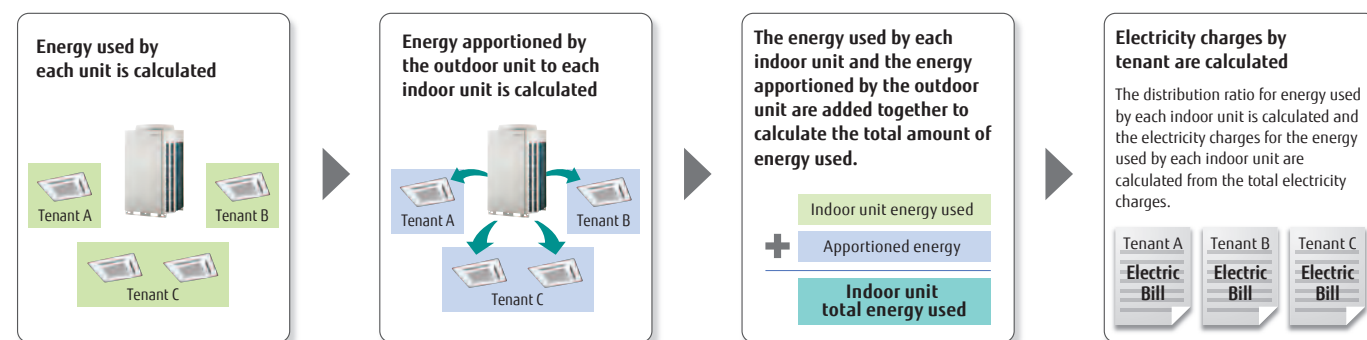 Energy used by
each unit is calculated
Tenant A
Tenant B
Tenant C
Energy apportioned by
the outdoor unit to each
indoor unit is calculated
Tenant A
Tenant B
Tenant C
The energy used by each
indoor unit and the energy
apportioned by the outdoor
unit are added together to
calculate the total amount of
energy used.
Indoor unit energy used
+
Apportioned energy
Indoor unit
total energy used
Electricity charges by
tenant are calculated
The distribution ratio for energy used
by each indoor unit is calculated and
the electricity charges for the energy
used by each indoor unit are
calculated from the total electricity
charges.
Tenant A
Electric
Bill
Tenant B
Electric
Bill
Tenant C
Electric
Bill